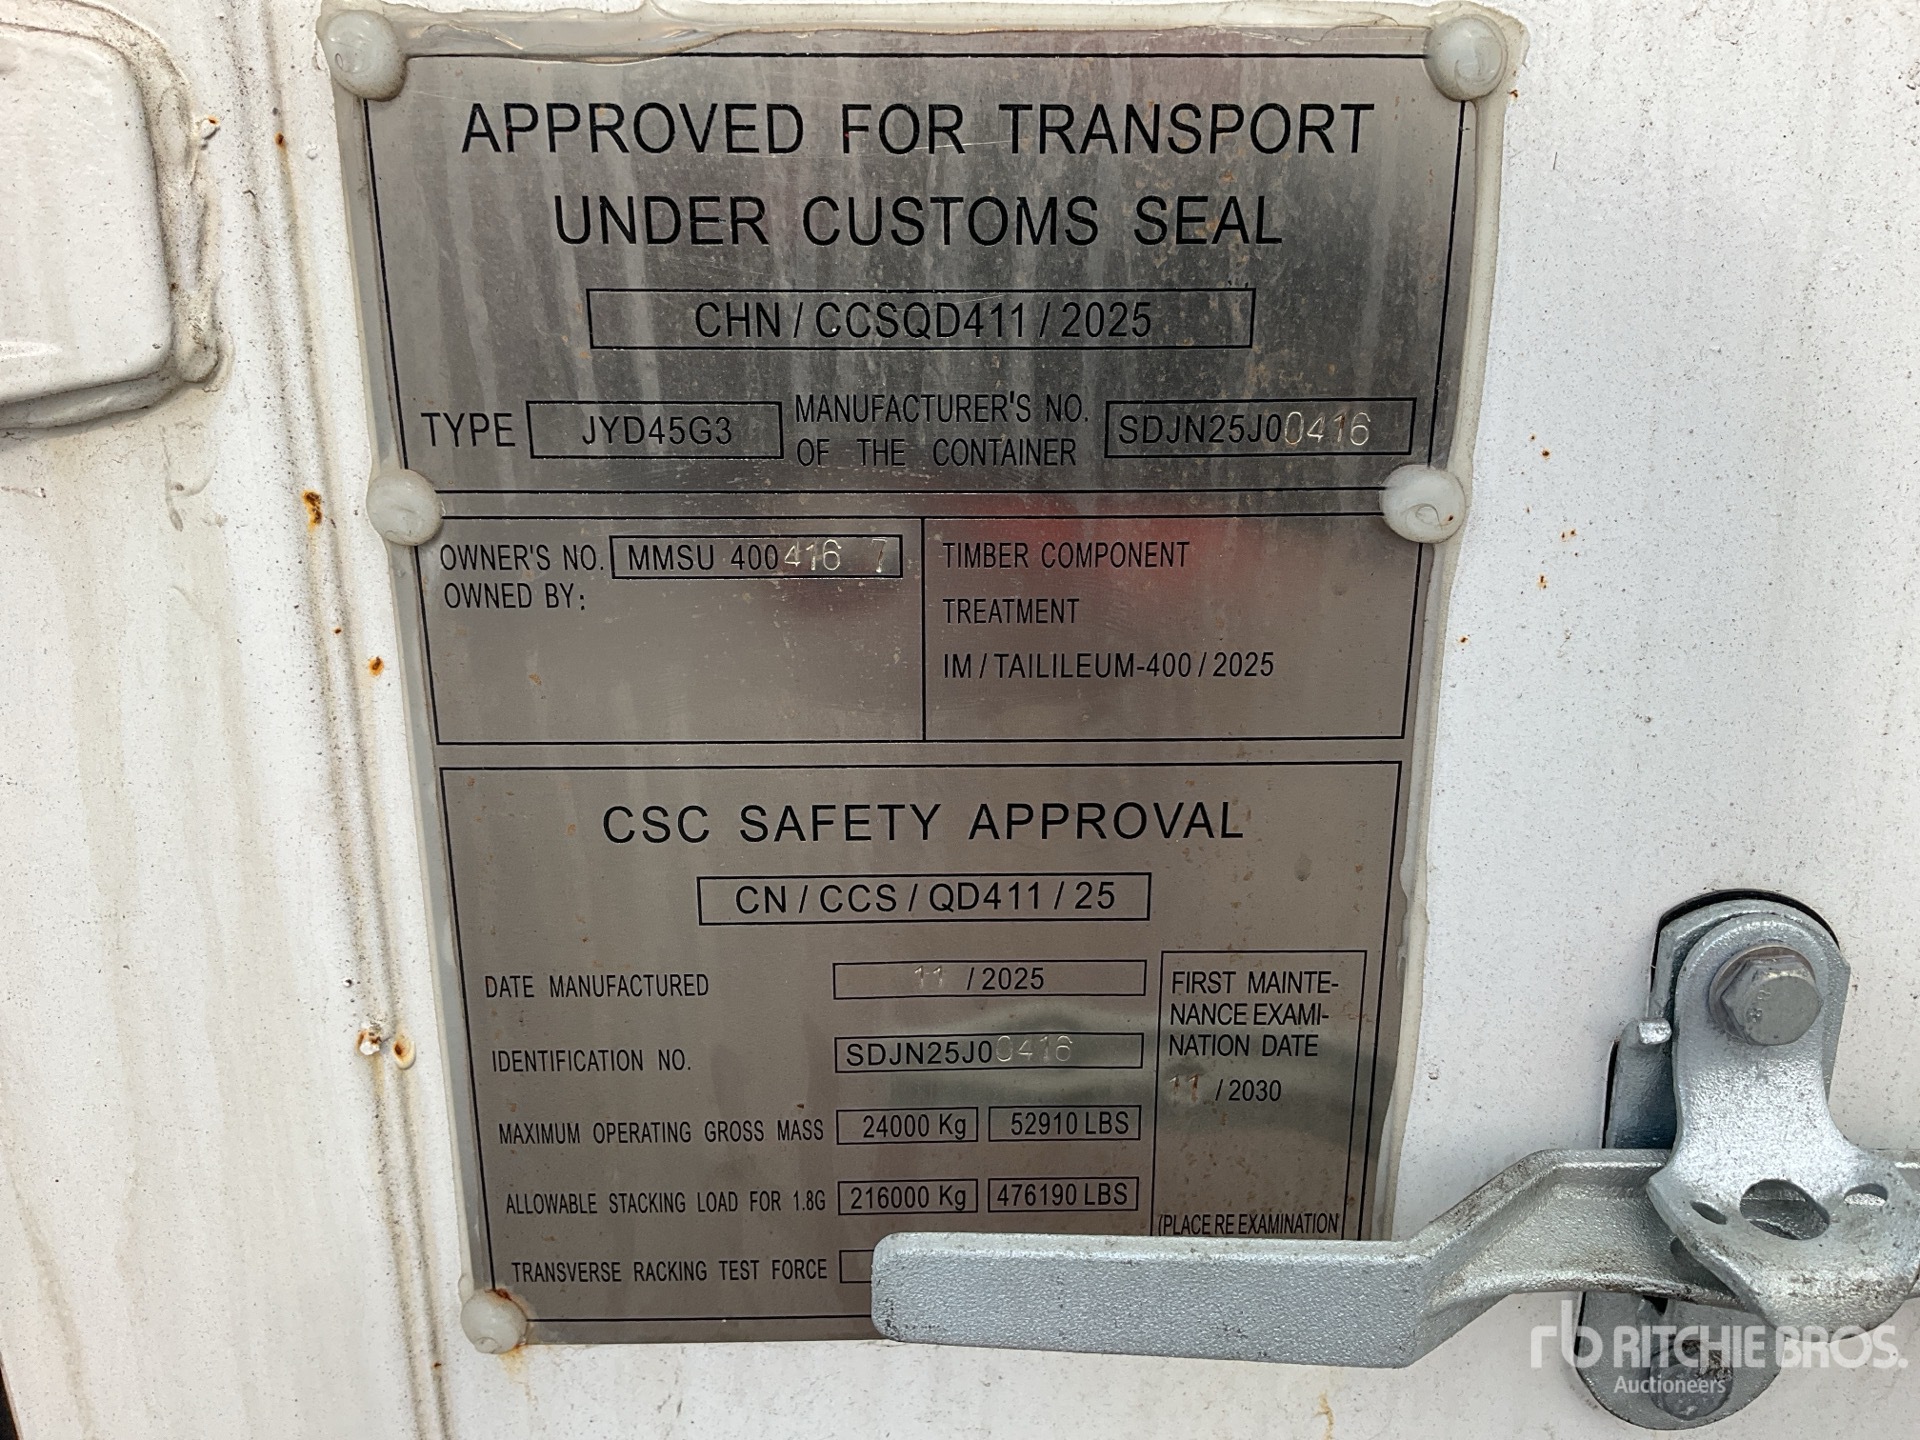 APPROVED FOR TRANSPORT
UNDER CUSTOMS SEAL
CHN / CCSQD411 / 2025
TYPE JYD45G3 MANUFACTURER'S NO. OF THE CONTAINER SDJN25J00416
OWNER'S NO. MMSU 400416 7
OWNED BY:
TIMBER COMPONENT
TREATMENT
IM / TAILILEUM-400 / 2025
CSC SAFETY APPROVAL
CN / CCS / QD411 / 25
DATE MANUFACTURED 11 / 2025
IDENTIFICATION NO. SDJN25J00416
MAXIMUM OPERATING GROSS MASS 24000 Kg 52910 LBS
ALLOWABLE STACKING LOAD FOR 1.8G 216000 Kg 476190 LBS
TRANSVERSE RACKING TEST FORCE
FIRST MAINTE-
NANCE EXAMI-
NATION DATE
11 / 2030
(PLACE RE EXAMINATION
rb RITCHIE BROS.
Auctioneers